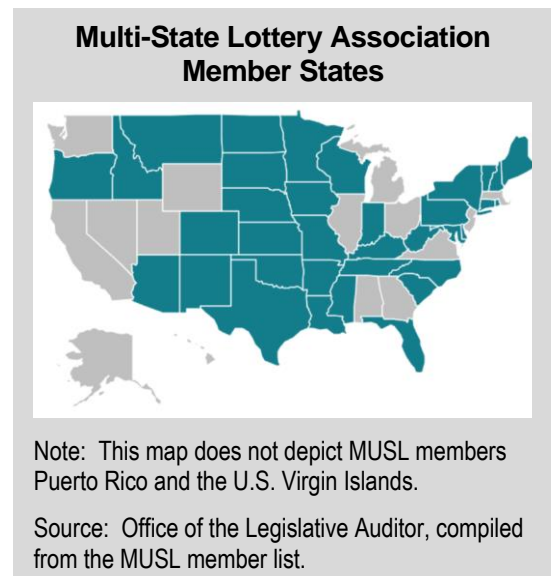 Multi-State Lottery Association
Member States
Note:  This map does not depict MUSL members
Puerto Rico and the U.S. Virgin Islands.
Source:  Office of the Legislative Auditor, compiled
from the MUSL member list.